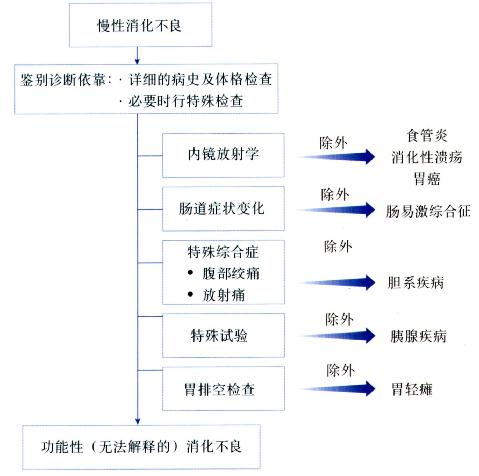 慢性消化不良
鉴别诊断依靠:·详细的病史及体格检查
·必要时行特殊检查
内镜放射学
除外
食管炎
消化性溃疡
胃癌
肠道症状变化
除外
肠易激综合征
特殊综合症
• 腹部绞痛
• 放射痛
除外
胆系疾病
特殊试验
除外
胰腺疾病
胃排空检查
除外
胃轻瘫
功能性(无法解释的)消化不良